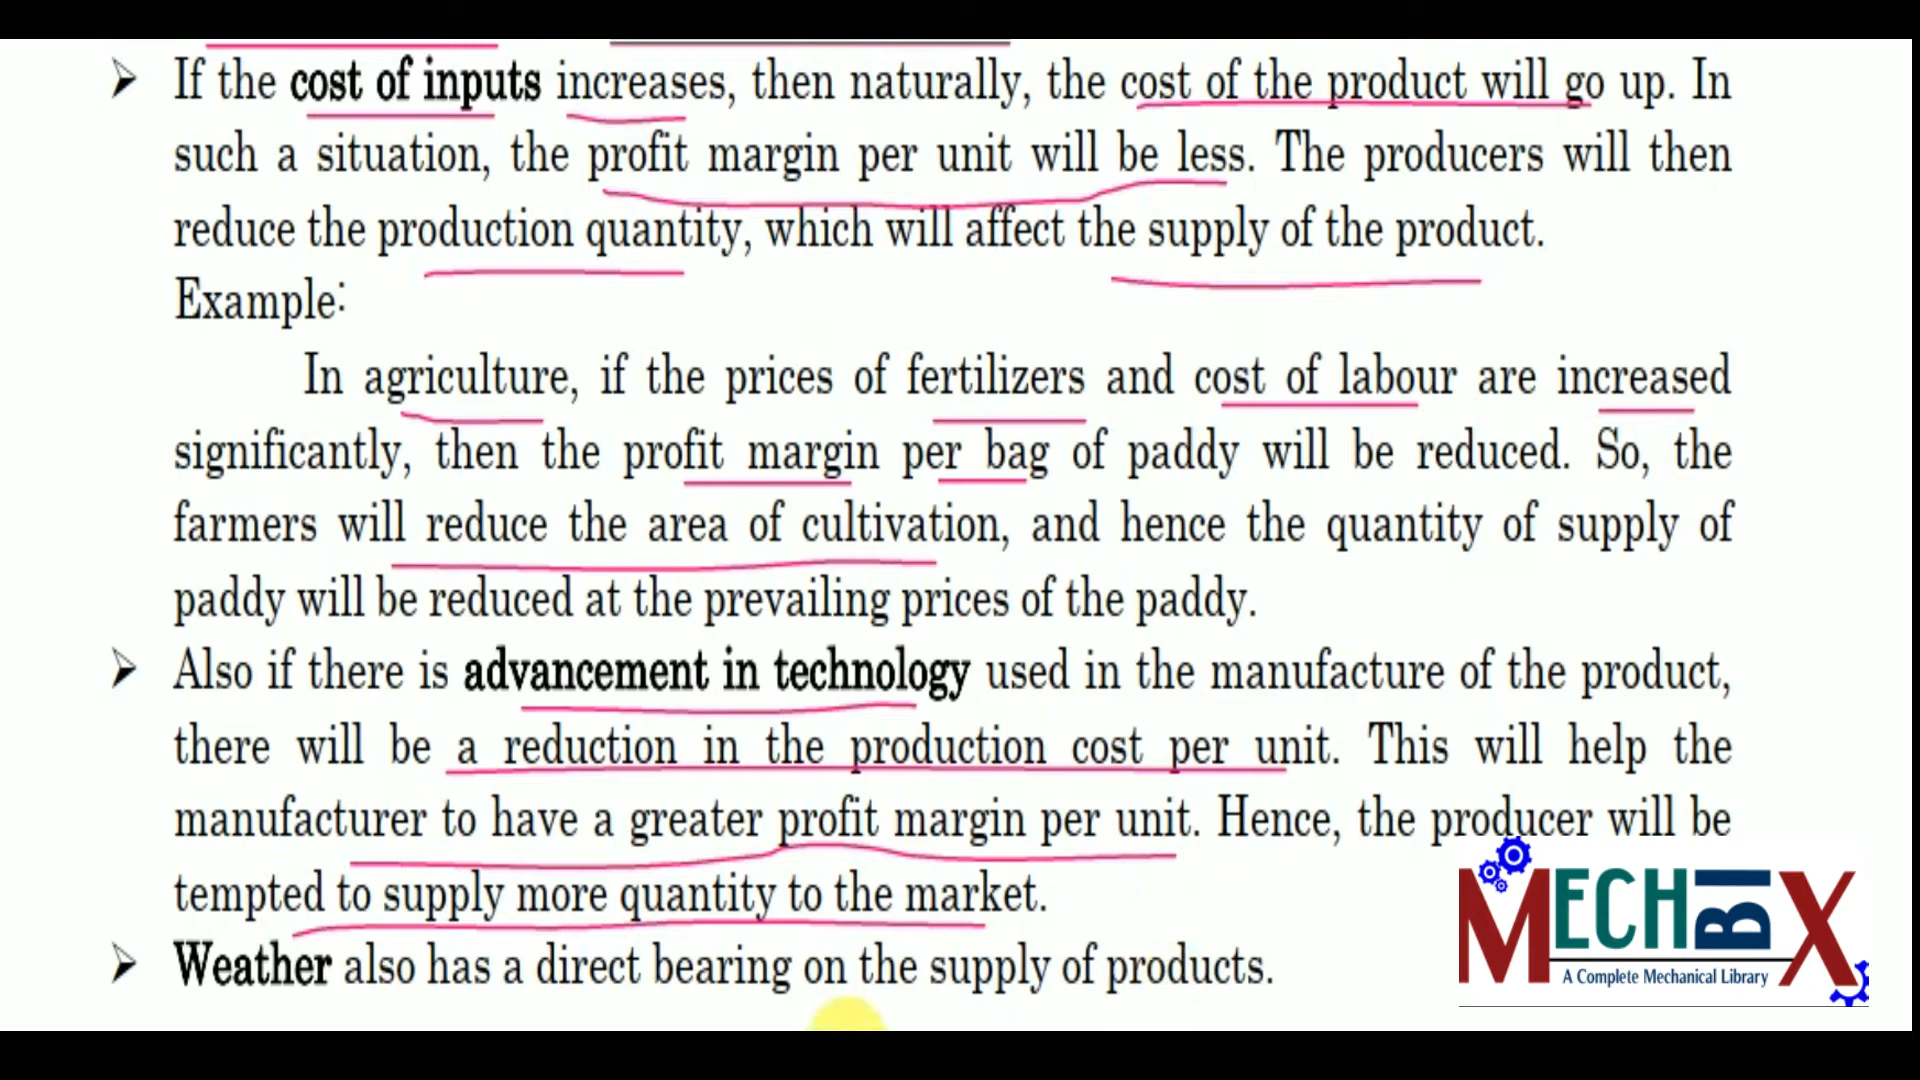 ➢ If the cost of inputs increases, then naturally, the cost of the product will go up. In
such a situation, the profit margin per unit will be less. The producers will then
reduce the production quantity, which will affect the supply of the product.
Example:
In agriculture, if the prices of fertilizers and cost of labour are increased
significantly, then the profit margin per bag of paddy will be reduced. So, the
farmers will reduce the area of cultivation, and hence the quantity of supply of
paddy will be reduced at the prevailing prices of the paddy.
➢ Also if there is advancement in technology used in the manufacture of the product,
there will be a reduction in the production cost per unit. This will help the
manufacturer to have a greater profit margin per unit. Hence, the producer will be
tempted to supply more quantity to the market.
➢ Weather also has a direct bearing on the supply of products.
MECHBIX
A Complete Mechanical Library